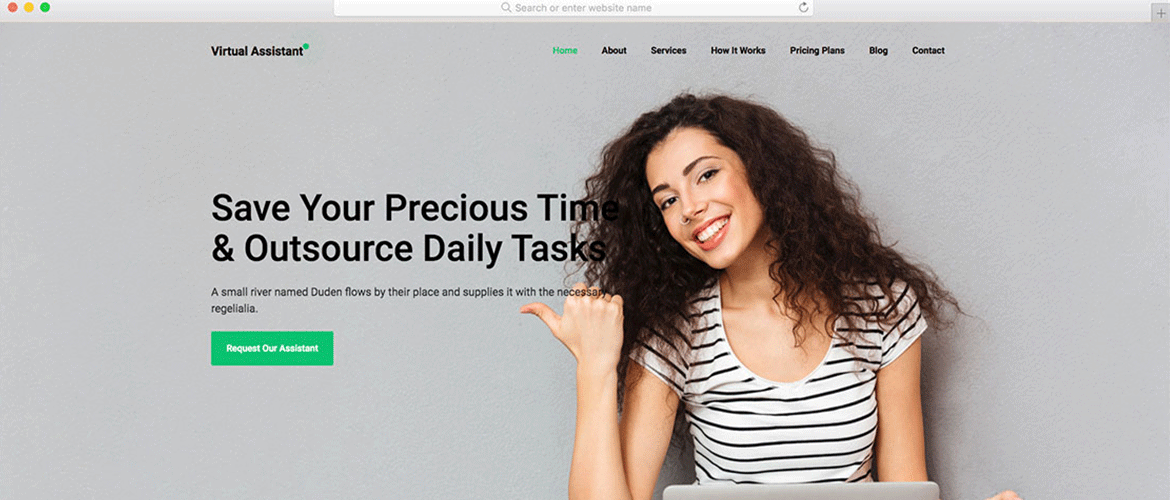 Search or enter website name
Virtual Assistant
Home About Services How It Works Pricing Plans Blog Contact
Save Your Precious Time
& Outsource Daily Tasks
A small river named Duden flows by their place and supplies it with the necessary
regelialia.
Request Our Assistant